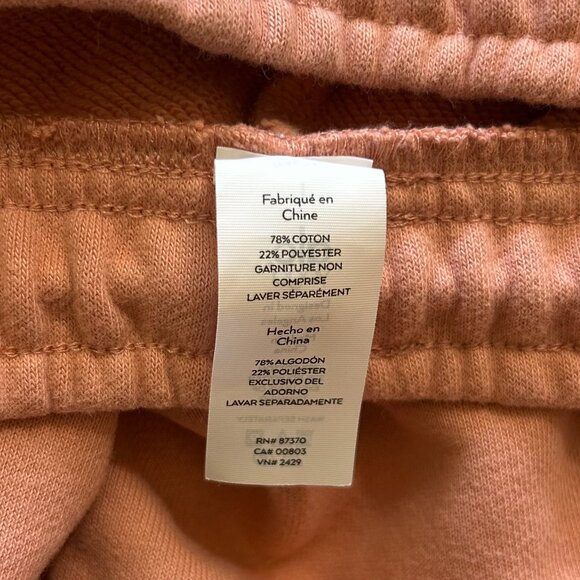 Fabriqué en
Chine
78% COTON
22% POLYESTER
GARNITURE NON
COMPRISE
LAVER SÉPARÉMENT
Hecho en
China
78% ALGODÓN
22% POLIÉSTER
EXCLUSIVO DEL
ADORNO
LAVAR SEPARADAMENTE
RN# 87370
CA# 00803
VN# 2429